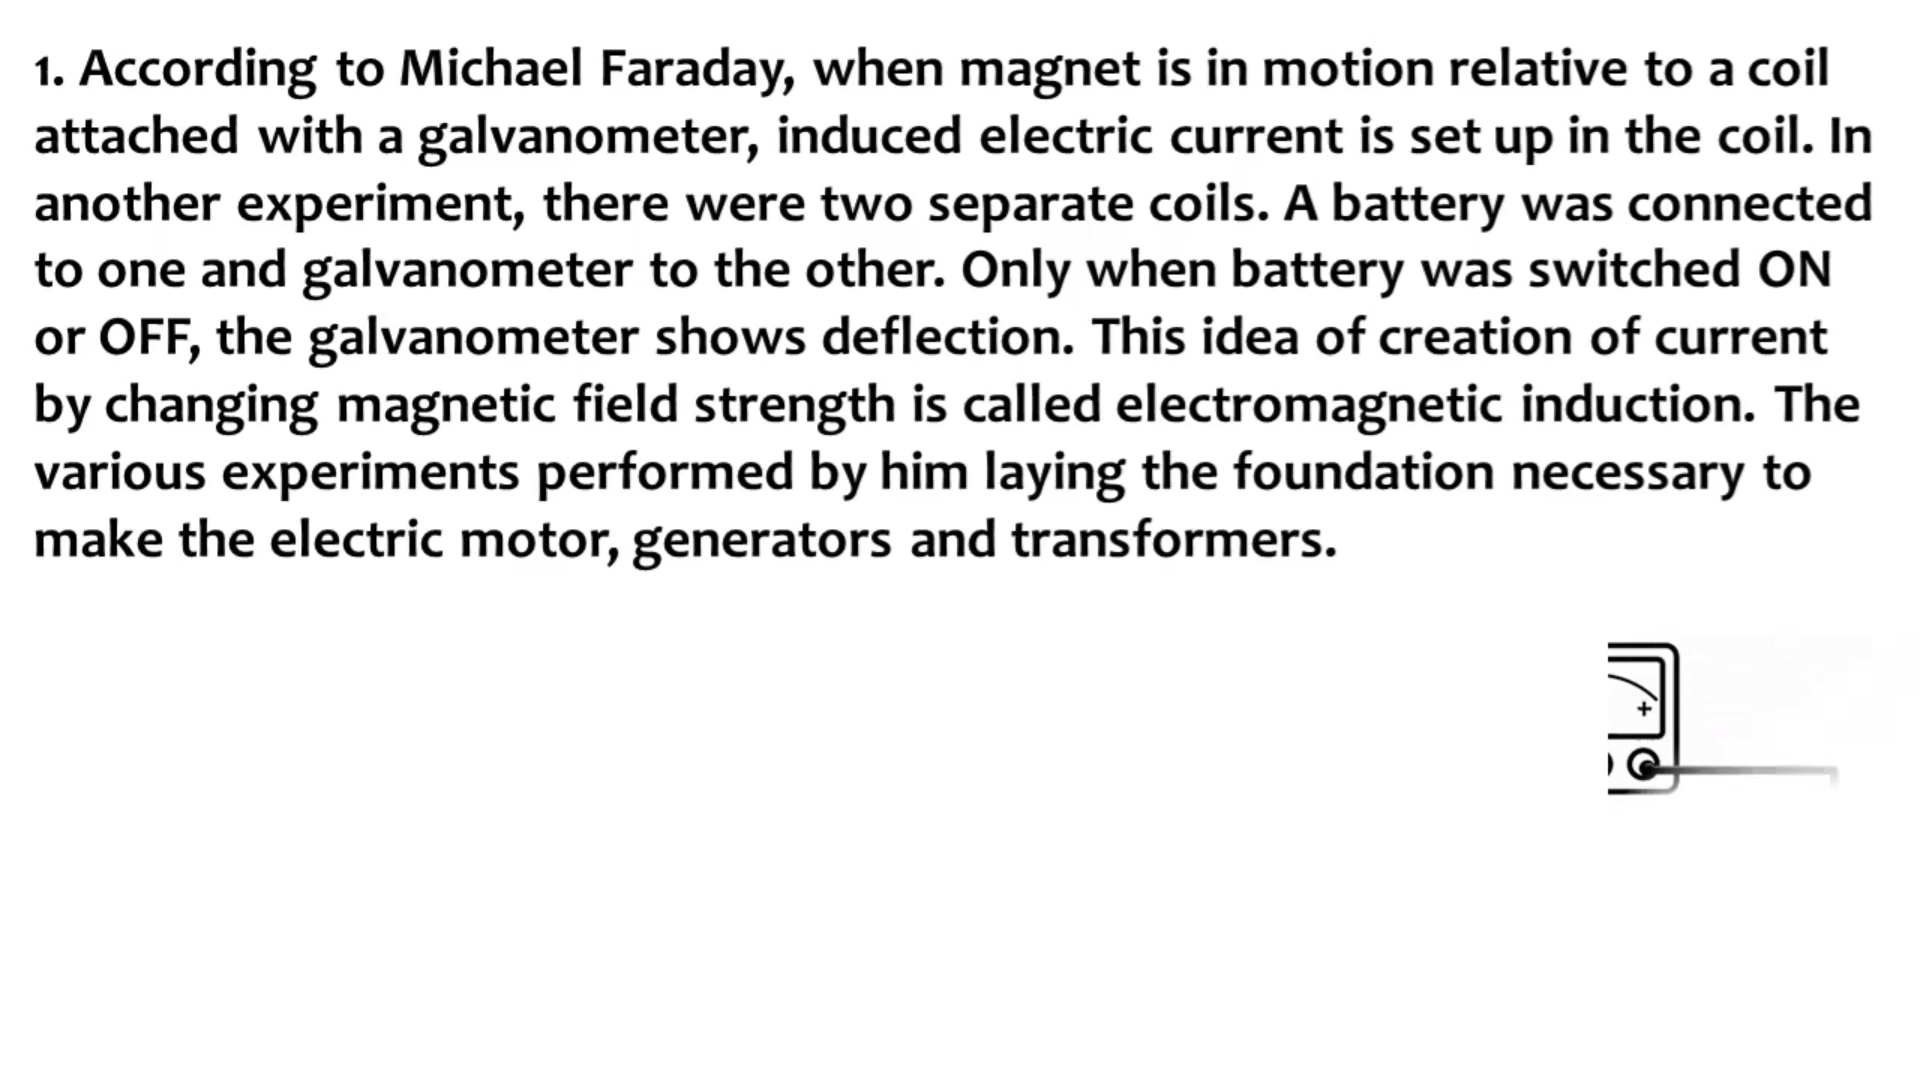 1. According to Michael Faraday, when magnet is in motion relative to a coil
attached with a galvanometer, induced electric current is set up in the coil. In
another experiment, there were two separate coils. A battery was connected
to one and galvanometer to the other. Only when battery was switched ON
or OFF, the galvanometer shows deflection. This idea of creation of current
by changing magnetic field strength is called electromagnetic induction. The
various experiments performed by him laying the foundation necessary to
make the electric motor, generators and transformers.
+